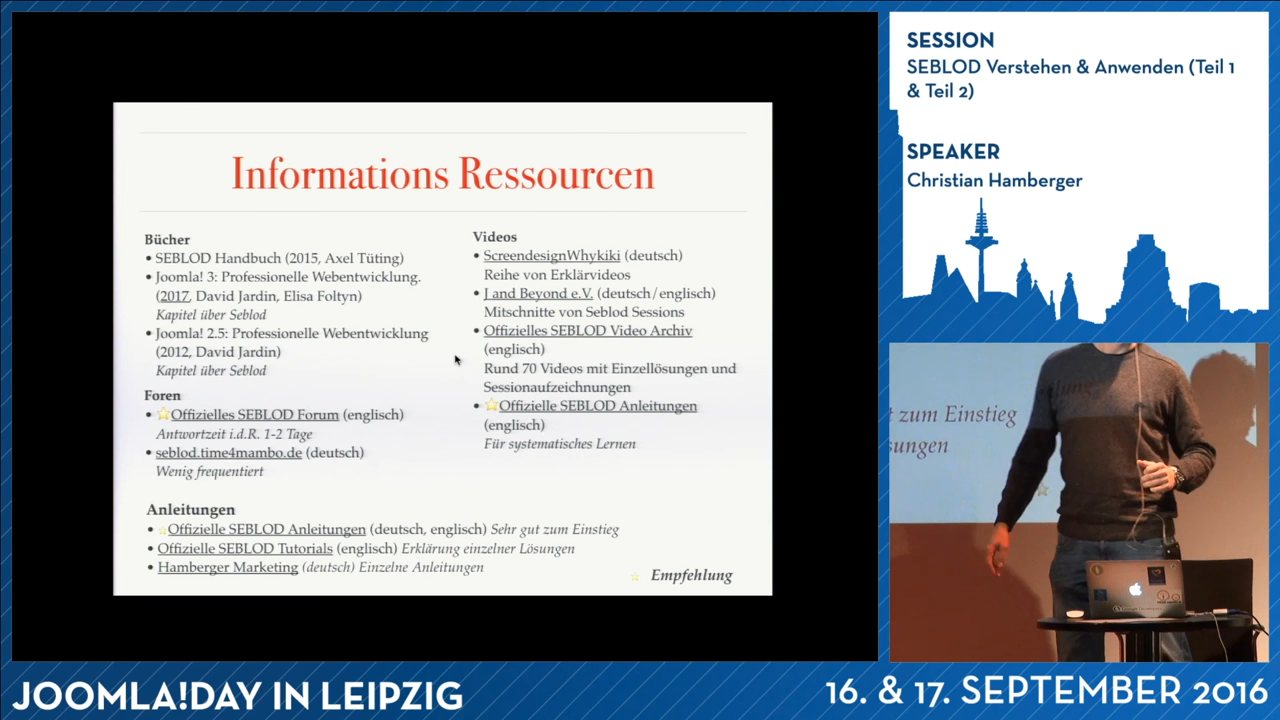 SESSION
SEBLOD Verstehen & Anwenden (Teil 1
& Teil 2)
SPEAKER
Christian Hamberger
Informations Ressourcen
Bücher
• SEBLOD Handbuch (2015, Axel Tüting)
• Joomla! 3: Professionelle Webentwicklung.
(2017, David Jardin, Elisa Foltyn)
Kapitel über Seblod
• Joomla! 2.5: Professionelle Webentwicklung
(2012, David Jardin)
Kapitel über Seblod
Foren
• Offizielles SEBLOD Forum (englisch)
Antwortzeit i.d.R. 1-2 Tage
• seblod.time4mambo.de (deutsch)
Wenig frequentiert
Videos
• ScreendesignWhykiki (deutsch)
Reihe von Erklärvideos
• J and Beyond e.V. (deutsch/englisch)
Mitschnitte von Seblod Sessions
• Offizielles SEBLOD Video Archiv
(englisch)
Rund 70 Videos mit Einzellösungen und
Sessionaufzeichnungen
• Offizielle SEBLOD Anleitungen
(englisch)
Für systematisches Lernen
Anleitungen
• Offizielle SEBLOD Anleitungen (deutsch, englisch) Sehr gut zum Einstieg
• Offizielle SEBLOD Tutorials (englisch) Erklärung einzelner Lösungen
• Hamberger Marketing (deutsch) Einzelne Anleitungen
Empfehlung
zum Einstieg
JOOMLA!DAY IN LEIPZIG
16. & 17. SEPTEMBER 2016